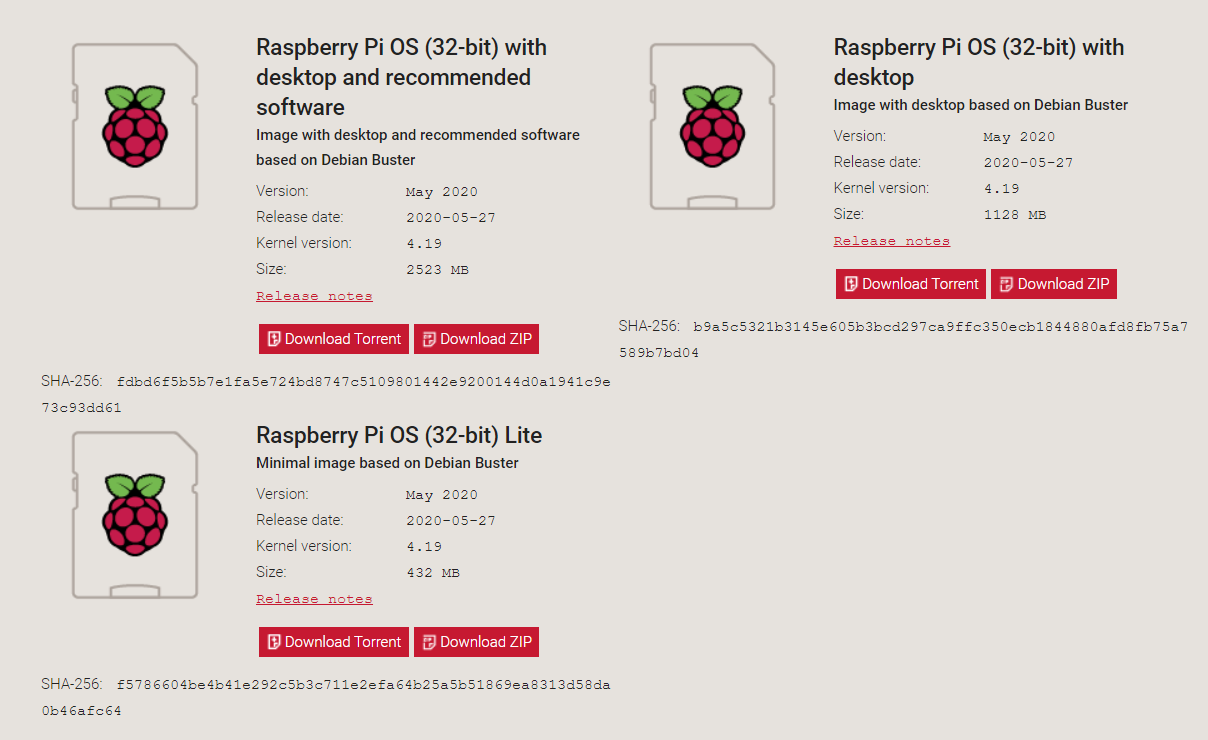 Raspberry Pi OS (32-bit) with
desktop and recommended
software
Image with desktop and recommended software
based on Debian Buster
Version: May 2020
Release date: 2020-05-27
Kernel version: 4.19
Size: 2523 MB
Release notes
Download Torrent Download ZIP
SHA-256: fdbd6f5b5b7e1fa5e724bd8747c5109801442e9200144d0a1941c9e
73c93dd61
Raspberry Pi OS (32-bit) with
desktop
Image with desktop based on Debian Buster
Version: May 2020
Release date: 2020-05-27
Kernel version: 4.19
Size: 1128 MB
Release notes
Download Torrent Download ZIP
SHA-256: b9a5c5321b3145e605b3bcd297ca9ffc350ecb1844880afd8fb75a7
589b7bd04
Raspberry Pi OS (32-bit) Lite
Minimal image based on Debian Buster
Version: May 2020
Release date: 2020-05-27
Kernel version: 4.19
Size: 432 MB
Release notes
Download Torrent Download ZIP
SHA-256: f5786604be4b41e292c5b3c711e2efa64b25a5b51869ea8313d58da
0b46afc64